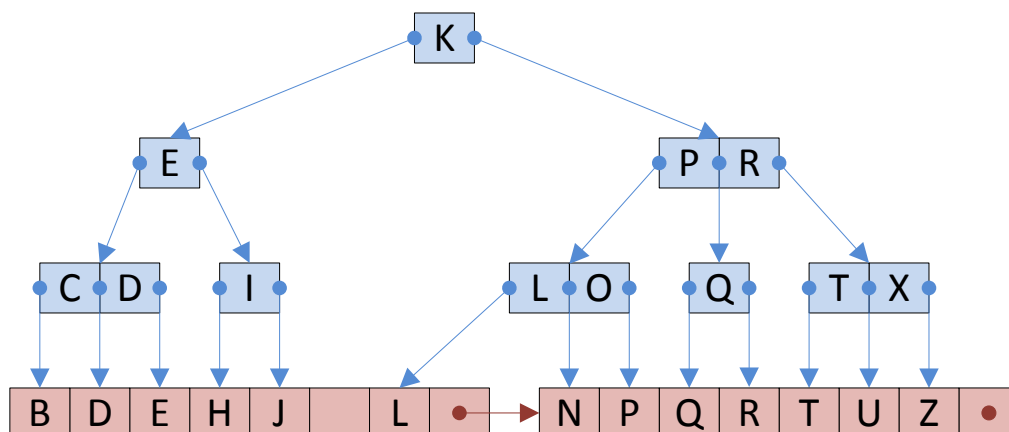 K
E P R
C D I L O Q T X
B D E H J L N P Q R T U Z